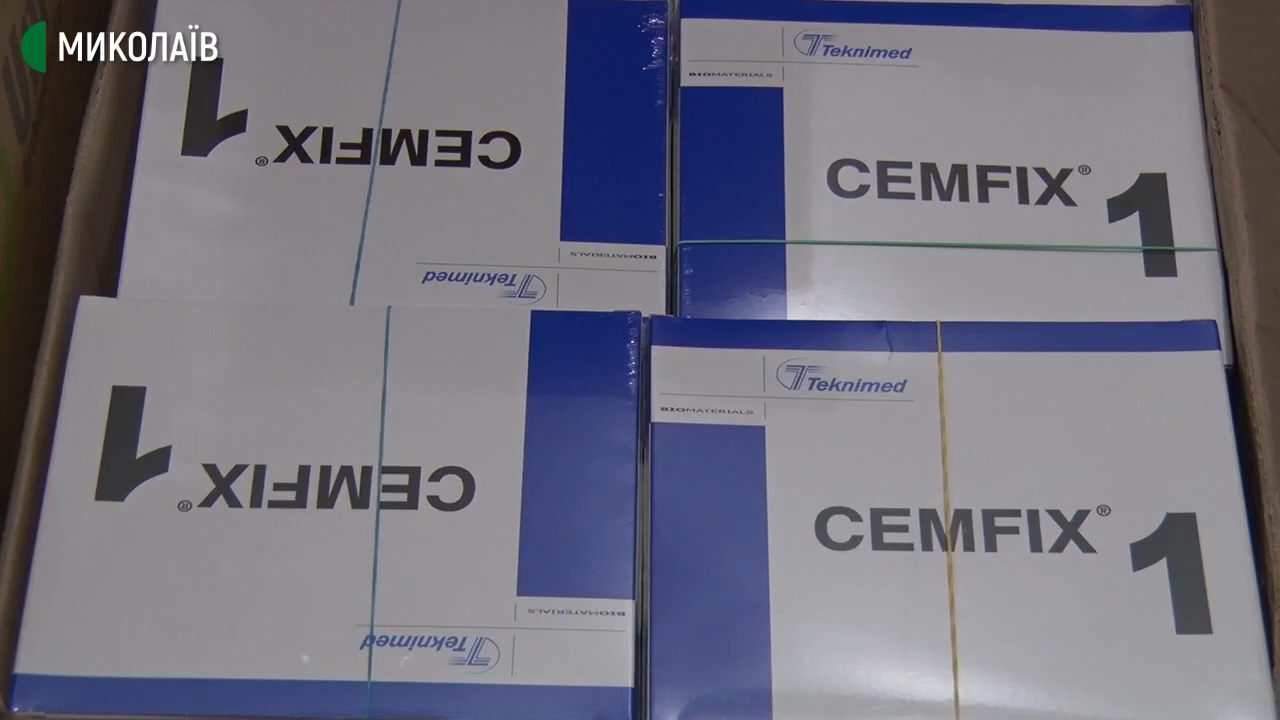 МИКОЛАЇВ
1
CEMFIX®
BIOMATERIALS
Teknimed
Teknimed
BIOMATERIALS
CEMFIX® 1
1
CEMFIX®
BIOMATERIALS
Teknimed
Teknimed
BIOMATERIALS
CEMFIX® 1